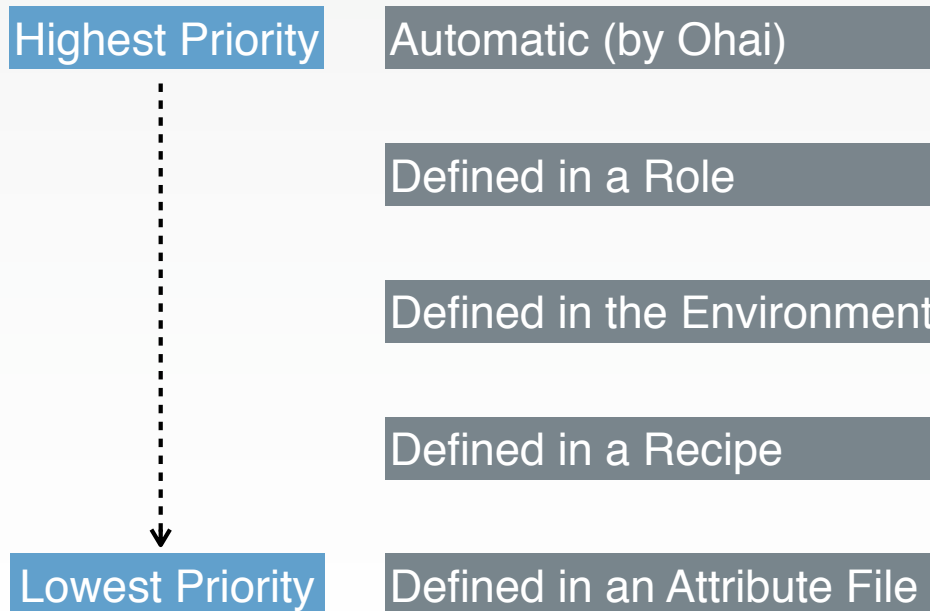 Highest Priority
Automatic (by Ohai)
Defined in a Role
Defined in the Environment
Defined in a Recipe
Lowest Priority
Defined in an Attribute File